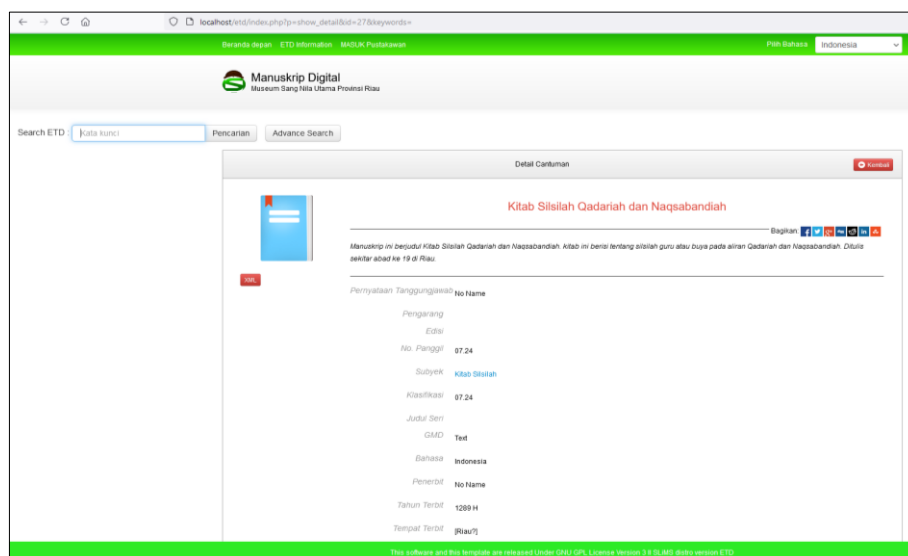 localhost/etd/index.php?p=show_detail&id=27&keywords=
Beranda depan ETD Information MASUK Pustakawan Pilih Bahasa Indonesia
Manuskrip Digital
Museum Sang Nila Utama Provinsi Riau
Search ETD : Kata kunci Pencarian Advance Search
Detail Cantuman Kembali
Kitab Silsilah Qadariah dan Naqsabandiah
Bagikan:
Manuskrip ini berjudul Kitab Silsilah Qadariah dan Naqsabandiah. kitab ini berisi tentang silsilah guru atau buya pada aliran Qadariah dan Naqsabandiah. Ditulis
sekitar abad ke 19 di Riau.
XML
Pernyataan Tanggungjawab No Name
Pengarang
Edisi
No. Panggil 07.24
Subyek Kitab Silsilah
Klasifikasi 07.24
Judul Seri
GMD Text
Bahasa Indonesia
Penerbit No Name
Tahun Terbit 1289 H
Tempat Terbit [Riau?]
This software and this template are released Under GNU GPL License Version 3 II SLiMS distro version ETD